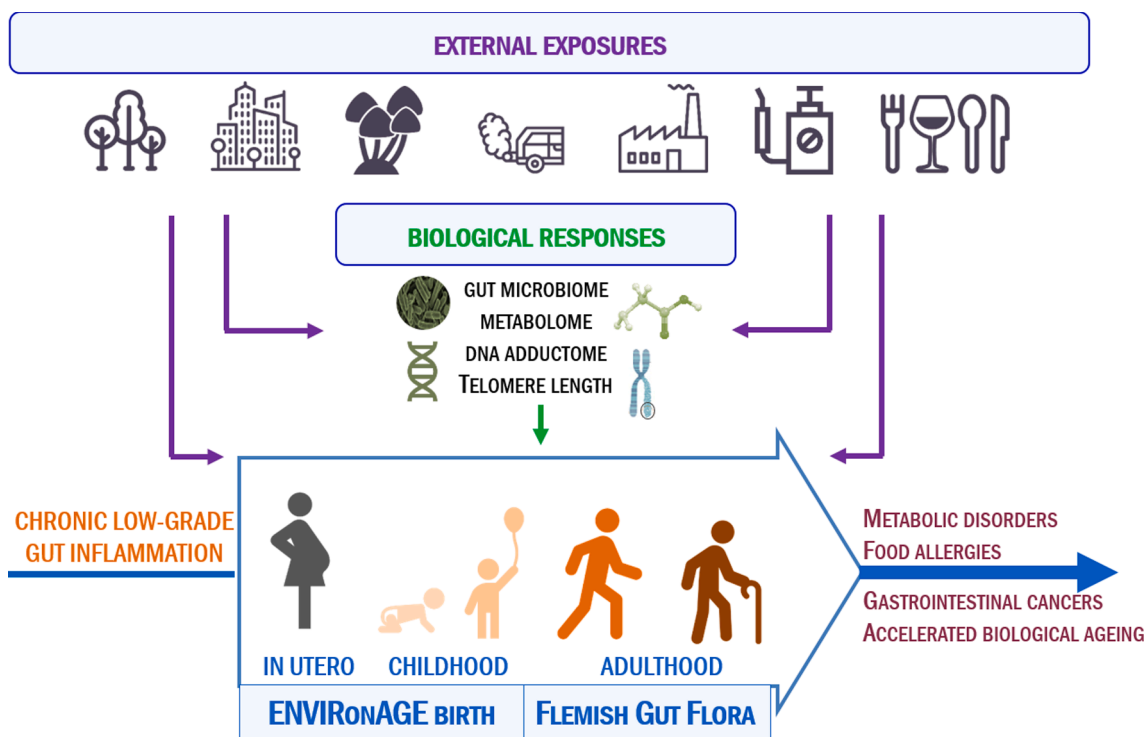 EXTERNAL EXPOSURES
BIOLOGICAL RESPONSES
GUT MICROBIOME
METABOLOME
DNA ADDUCTOME
TELOMERE LENGTH
CHRONIC LOW-GRADE
GUT INFLAMMATION
METABOLIC DISORDERS
FOOD ALLERGIES
GASTROINTESTINAL CANCERS
ACCELERATED BIOLOGICAL AGEING
IN UTERO
CHILDHOOD
ADULTHOOD
ENVIRonAGE BIRTH
FLEMISH GUT FLORA